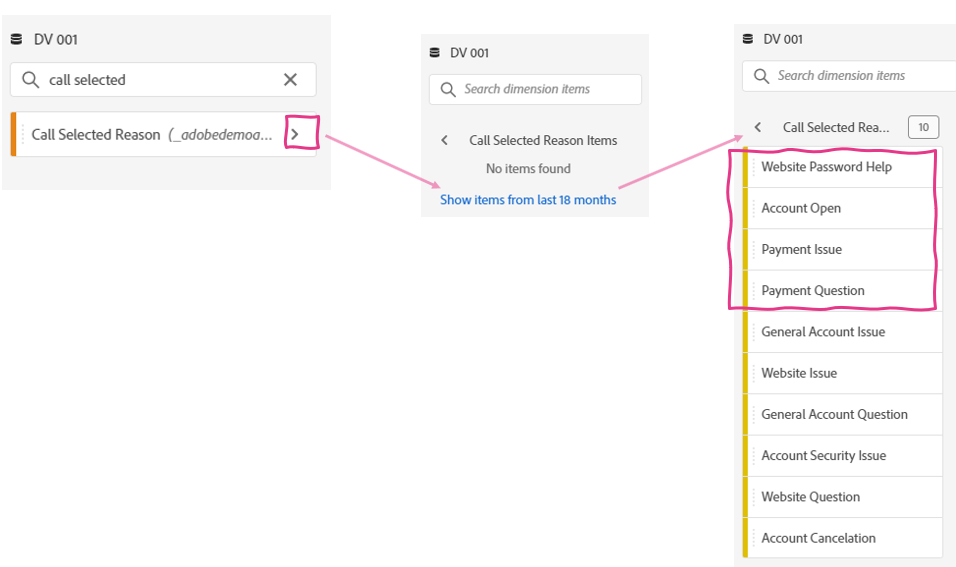 DV 001
call selected
Call Selected Reason (_adobedemoa...
DV 001
Search dimension items
Call Selected Reason Items
No items found
Show items from last 18 months
DV 001
Search dimension items
Call Selected Rea... 10
Website Password Help
Account Open
Payment Issue
Payment Question
General Account Issue
Website Issue
General Account Question
Account Security Issue
Website Question
Account Cancelation